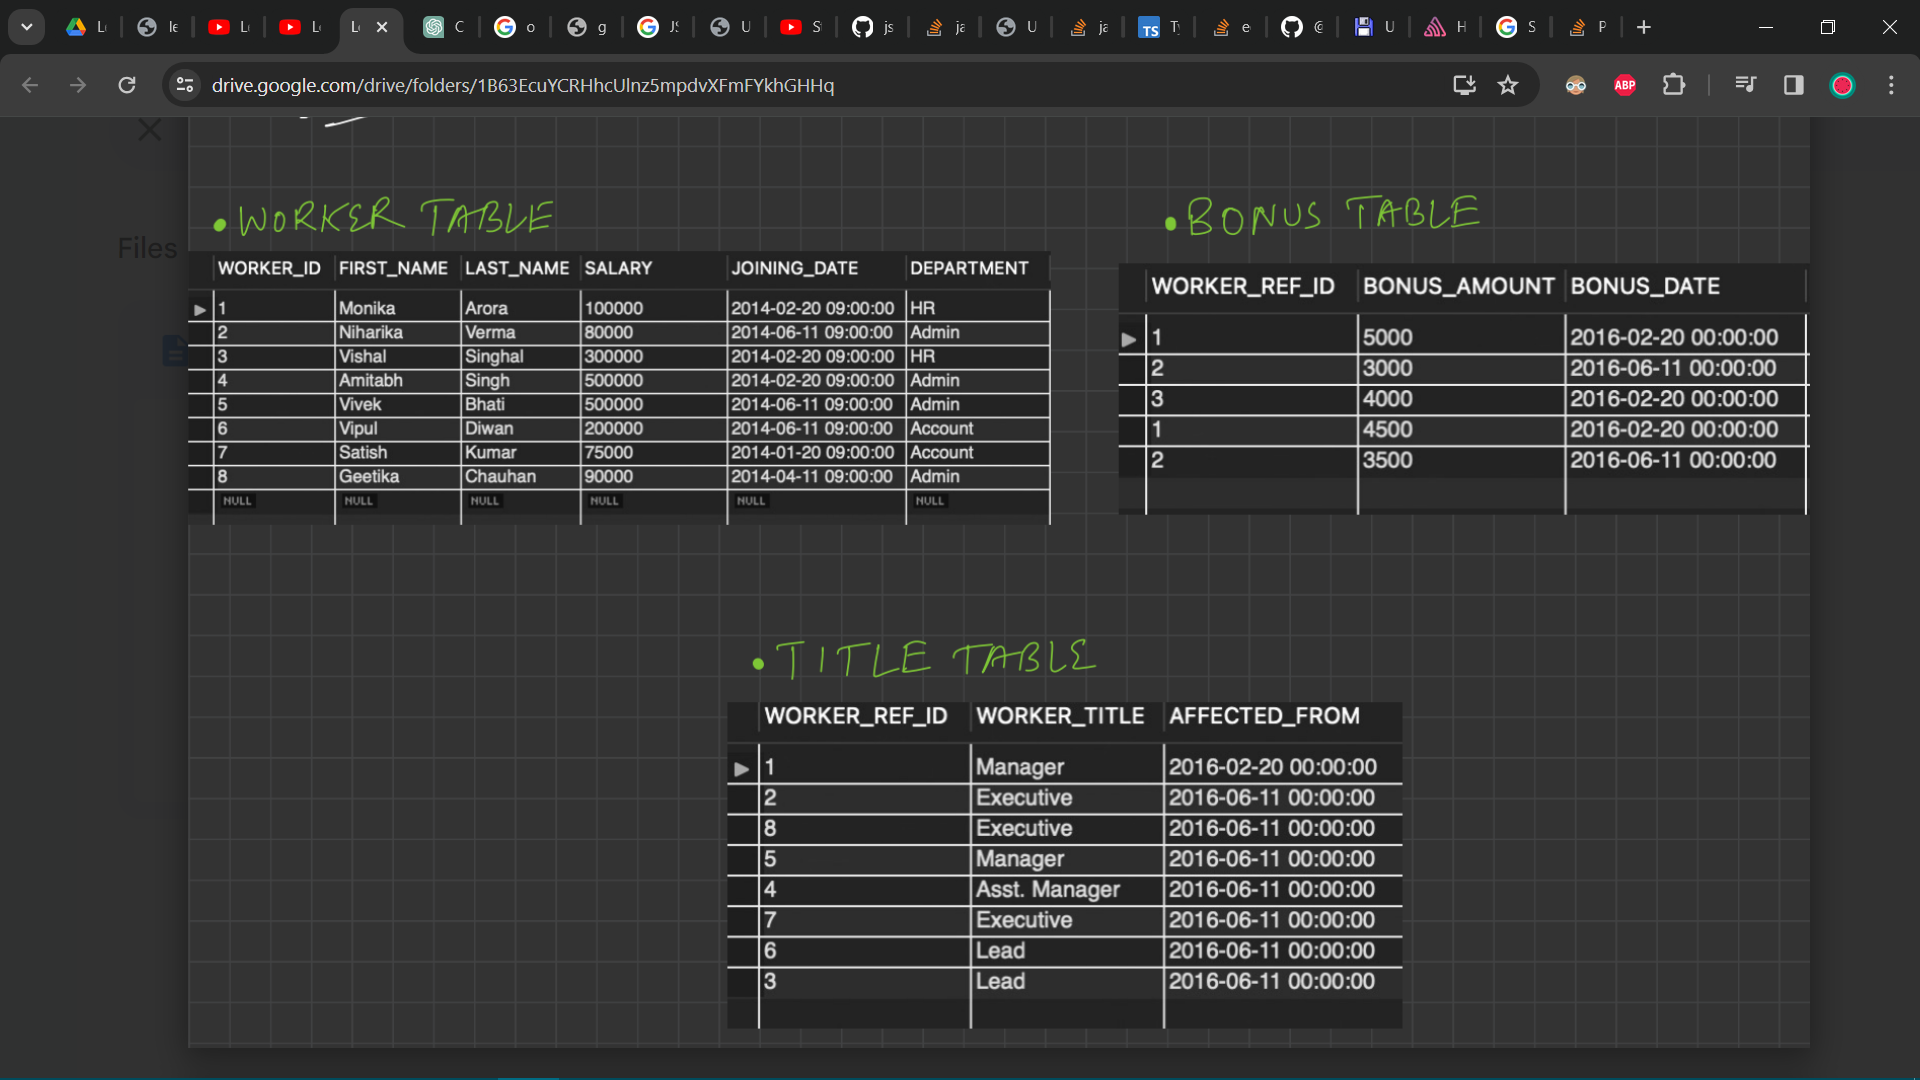 Le
le
Le
Le
Le
C
o
g
JS
U
S
js
ja
U
ja
Ty
e
@
U
H
S
P
drive.google.com/drive/folders/1B63EcuYCRHhcUlnz5mpdvXFmFYkhGHHq
ABP
Files
• WORKER TABLE
WORKER_ID FIRST_NAME LAST_NAME SALARY JOINING_DATE DEPARTMENT
1 Monika Arora 100000 2014-02-20 09:00:00 HR
2 Niharika Verma 80000 2014-06-11 09:00:00 Admin
3 Vishal Singhal 300000 2014-02-20 09:00:00 HR
4 Amitabh Singh 500000 2014-02-20 09:00:00 Admin
5 Vivek Bhati 500000 2014-06-11 09:00:00 Admin
6 Vipul Diwan 200000 2014-06-11 09:00:00 Account
7 Satish Kumar 75000 2014-01-20 09:00:00 Account
8 Geetika Chauhan 90000 2014-04-11 09:00:00 Admin
NULL NULL NULL NULL NULL NULL
• BONUS TABLE
WORKER_REF_ID BONUS_AMOUNT BONUS_DATE
1 5000 2016-02-20 00:00:00
2 3000 2016-06-11 00:00:00
3 4000 2016-02-20 00:00:00
1 4500 2016-02-20 00:00:00
2 3500 2016-06-11 00:00:00
• TITLE TABLE
WORKER_REF_ID WORKER_TITLE AFFECTED_FROM
1 Manager 2016-02-20 00:00:00
2 Executive 2016-06-11 00:00:00
8 Executive 2016-06-11 00:00:00
5 Manager 2016-06-11 00:00:00
4 Asst. Manager 2016-06-11 00:00:00
7 Executive 2016-06-11 00:00:00
6 Lead 2016-06-11 00:00:00
3 Lead 2016-06-11 00:00:00